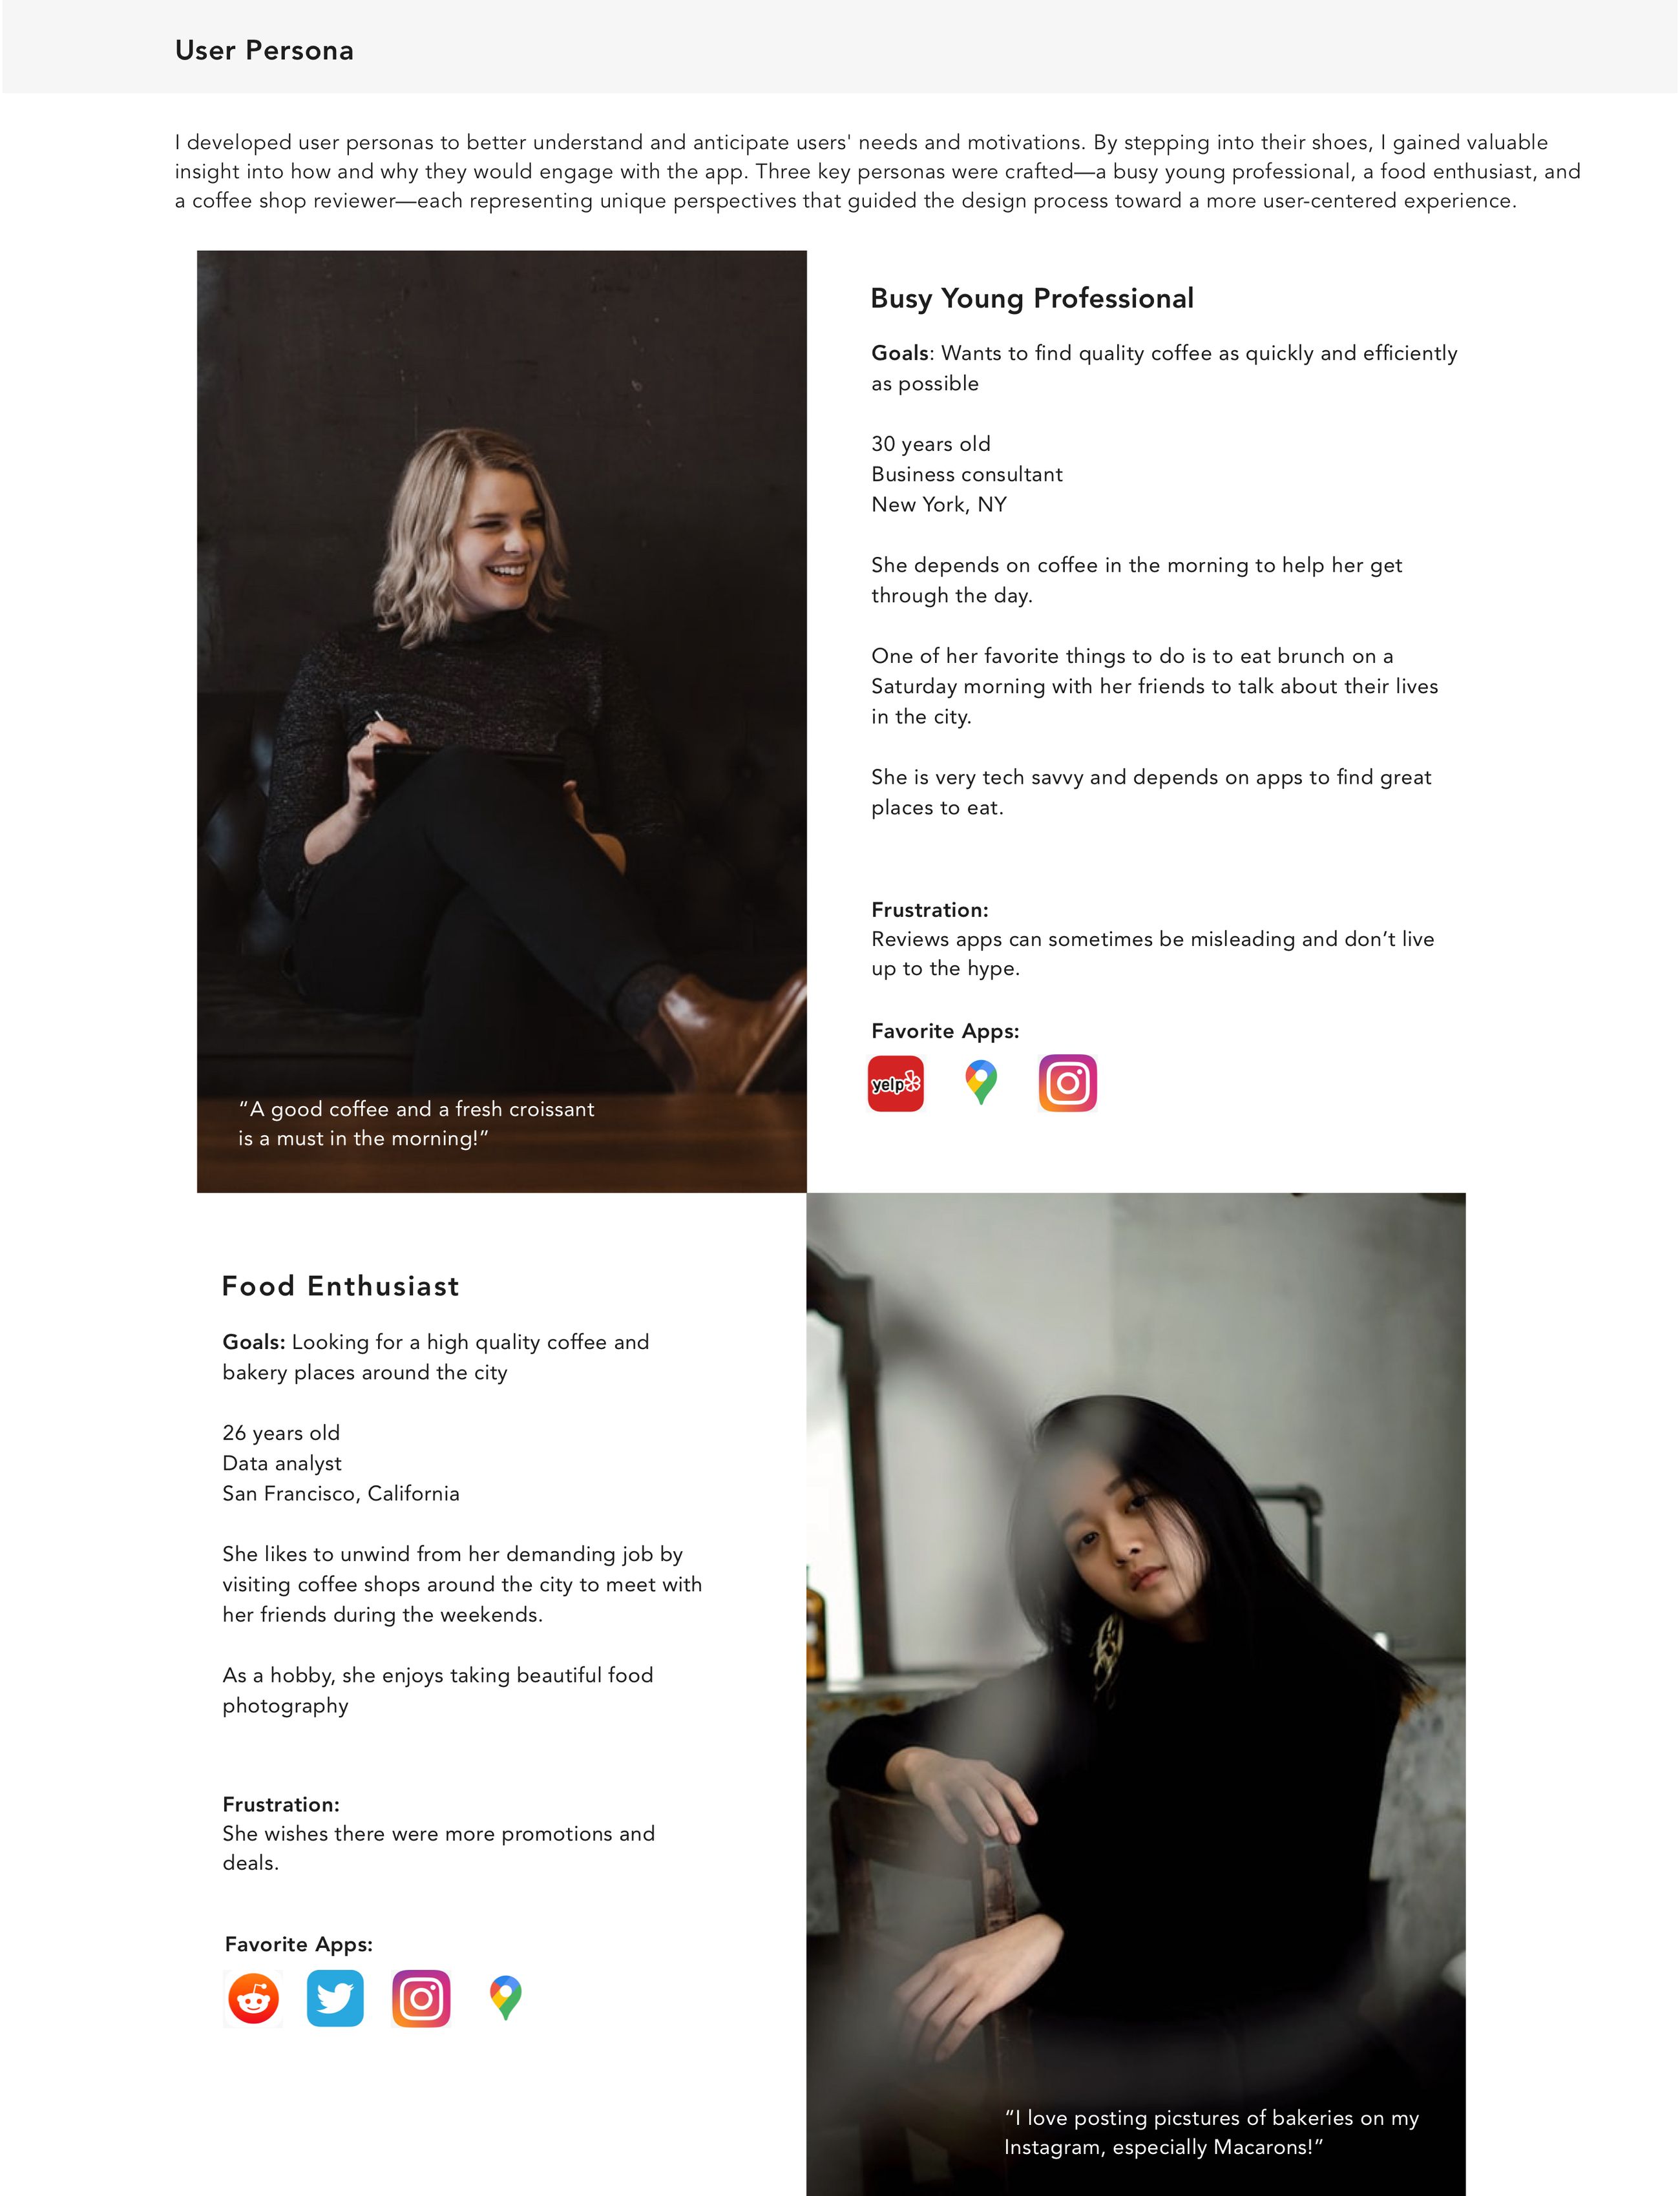 User Persona
I developed user personas to better understand and anticipate users' needs and motivations. By stepping into their shoes, I gained valuable
insight into how and why they would engage with the app. Three key personas were crafted—a busy young professional, a food enthusiast, and
a coffee shop reviewer—each representing unique perspectives that guided the design process toward a more user-centered experience.
Busy Young Professional
Goals: Wants to find quality coffee as quickly and efficiently
as possible
30 years old
Business consultant
New York, NY
She depends on coffee in the morning to help her get
through the day.
One of her favorite things to do is to eat brunch on a
Saturday morning with her friends to talk about their lives
in the city.
She is very tech savvy and depends on apps to find great
places to eat.
Frustration:
Reviews apps can sometimes be misleading and don’t live
up to the hype.
Favorite Apps:
yelp
“A good coffee and a fresh croissant
is a must in the morning!”
Food Enthusiast
Goals: Looking for a high quality coffee and
bakery places around the city
26 years old
Data analyst
San Francisco, California
She likes to unwind from her demanding job by
visiting coffee shops around the city to meet with
her friends during the weekends.
As a hobby, she enjoys taking beautiful food
photography
Frustration:
She wishes there were more promotions and
deals.
Favorite Apps:
“I love posting picstures of bakeries on my
Instagram, especially Macarons!”